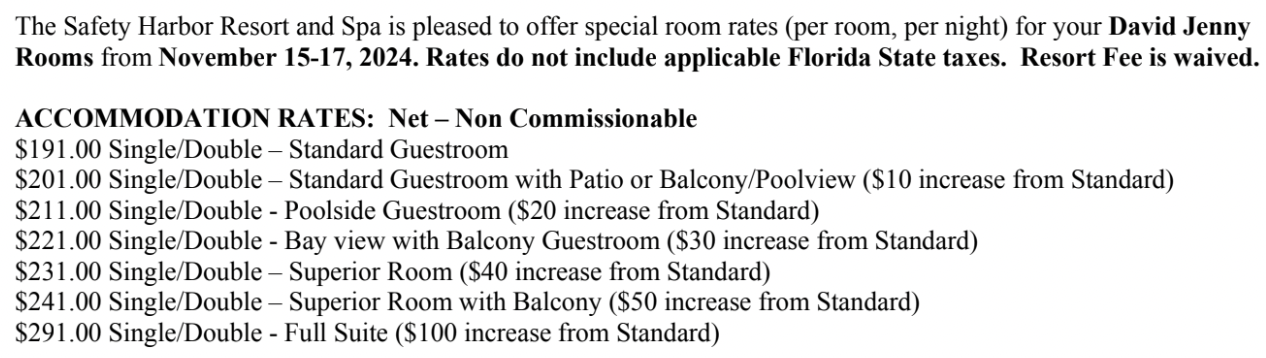 The Safety Harbor Resort and Spa is pleased to offer special room rates (per room, per night) for your David Jenny
Rooms from November 15-17, 2024. Rates do not include applicable Florida State taxes.  Resort Fee is waived.
ACCOMMODATION RATES:  Net – Non Commissionable
$191.00 Single/Double – Standard Guestroom
$201.00 Single/Double – Standard Guestroom with Patio or Balcony/Poolview ($10 increase from Standard)
$211.00 Single/Double - Poolside Guestroom ($20 increase from Standard)
$221.00 Single/Double - Bay view with Balcony Guestroom ($30 increase from Standard)
$231.00 Single/Double – Superior Room ($40 increase from Standard)
$241.00 Single/Double – Superior Room with Balcony ($50 increase from Standard)
$291.00 Single/Double - Full Suite ($100 increase from Standard)